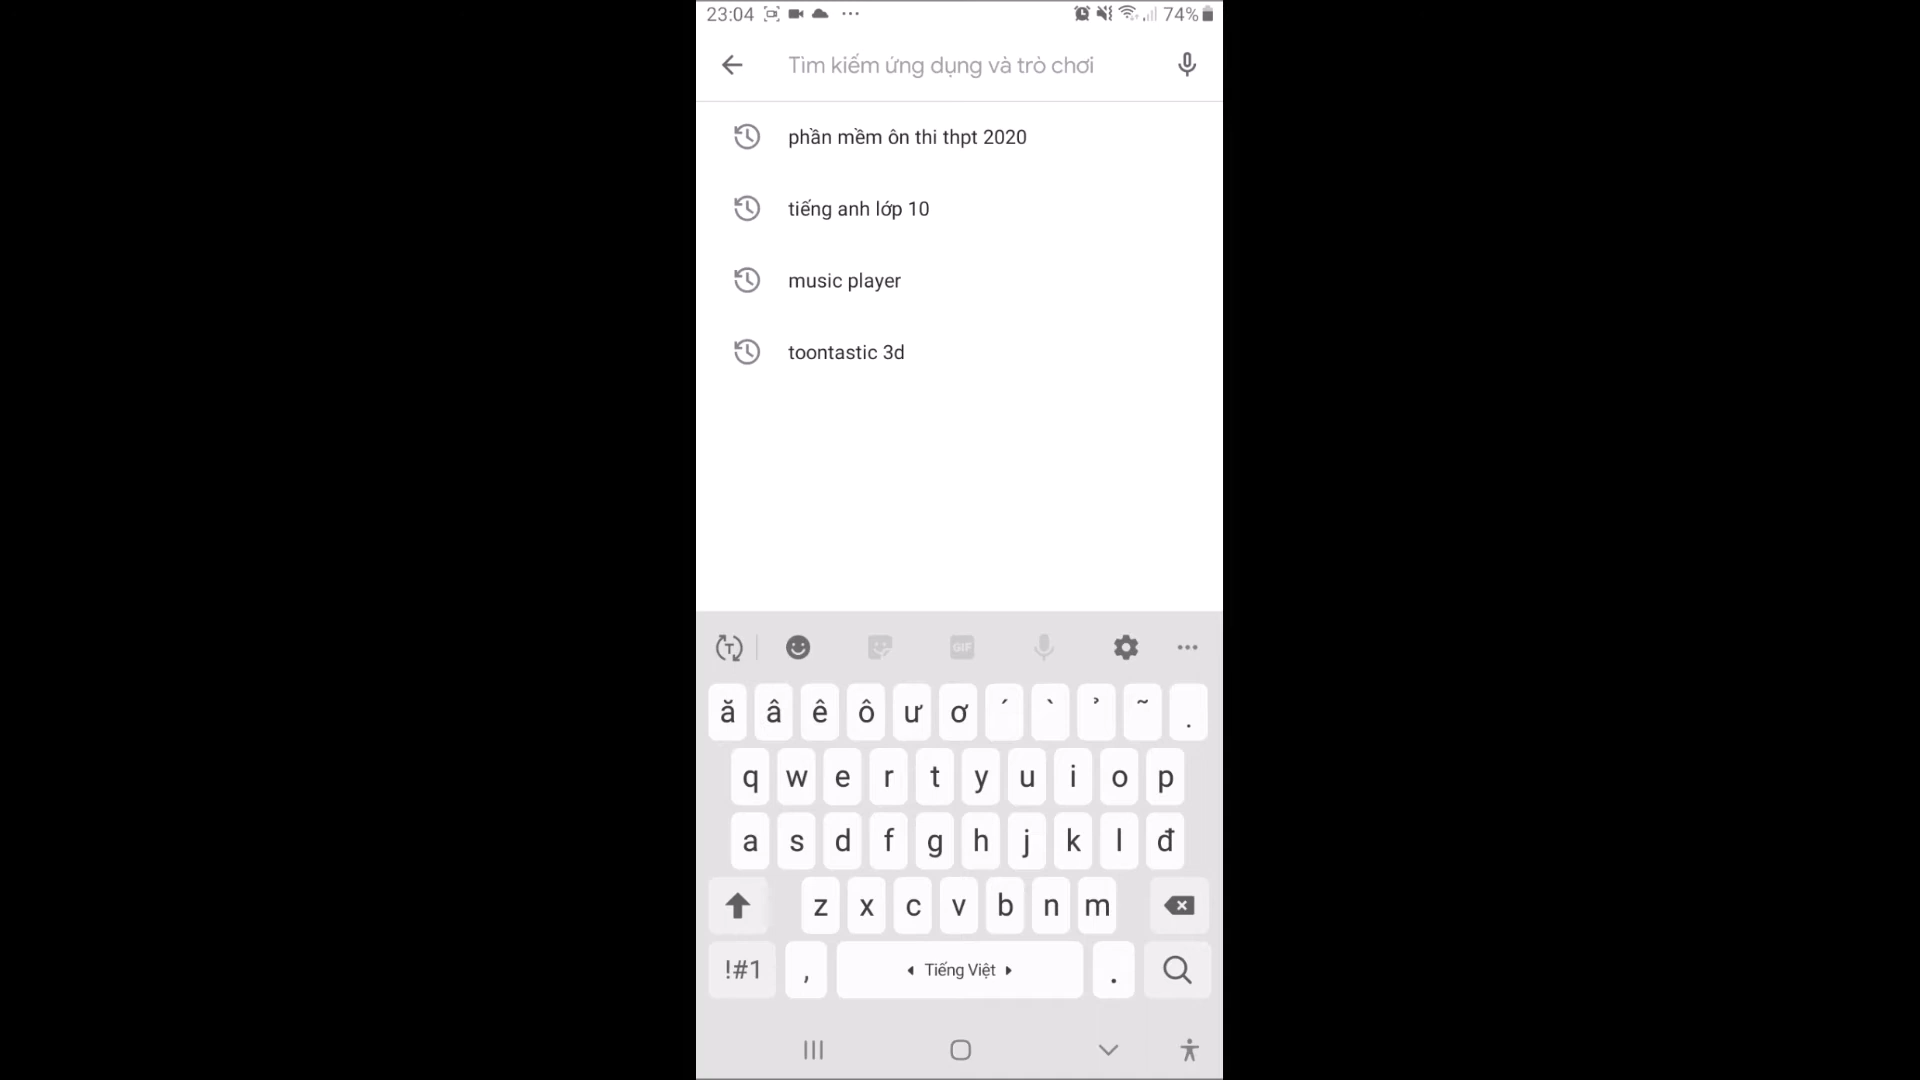 23:04 74%
Tìm kiếm ứng dụng và trò chơi
phần mềm ôn thi thpt 2020
tiếng anh lớp 10
music player
toontastic 3d
T GIF
ă â ê ô ư ơ ´ ` ̉ ~ .
q w e r t y u i o p
a s d f g h j k l đ
z x c v b n m
!#1 , Tiếng Việt .